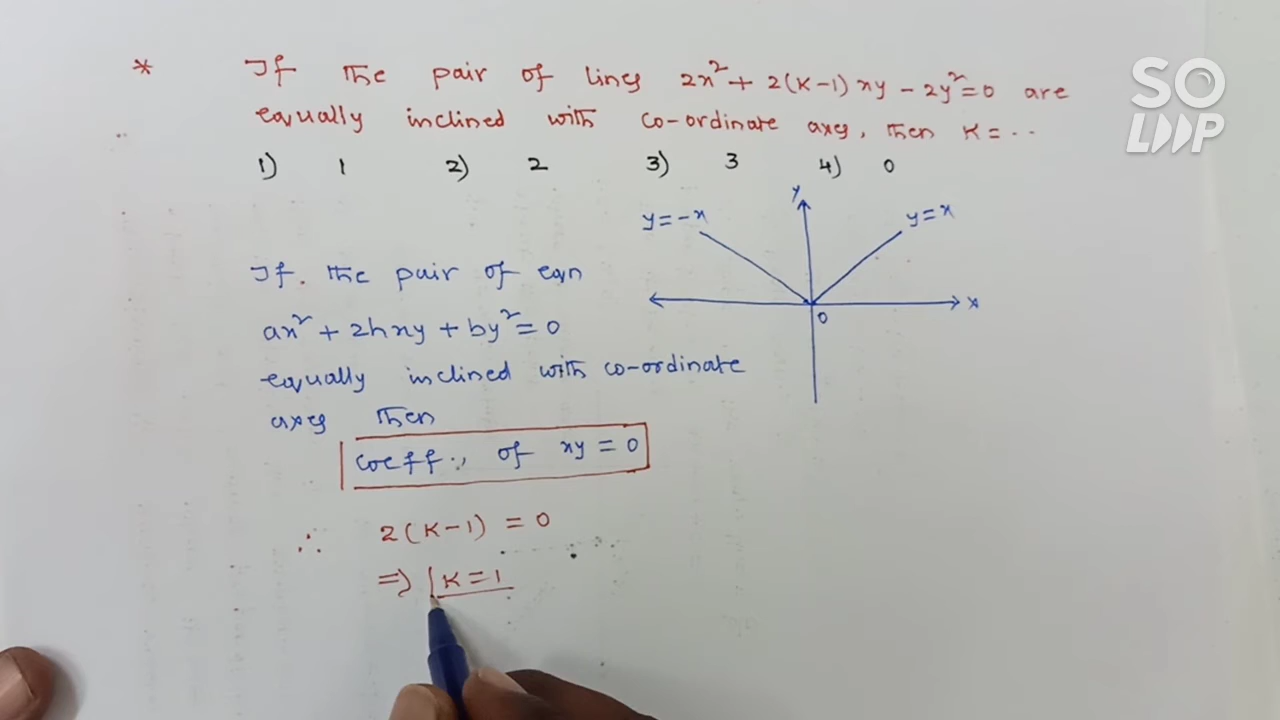 * If the pair of lines 2x² + 2(K-1)xy - 2y² = 0 are
equally inclined with co-ordinate axes, then K = ..
1) 1 2) 2 3) 3 4) 0
SO
LOOP
y
y = -x
y = x
x
0
If. the pair of eqn
ax² + 2hxy + by² = 0
equally inclined with co-ordinate
axes then
coeff., of xy = 0
∴ 2(K-1) = 0
⇒ K = 1